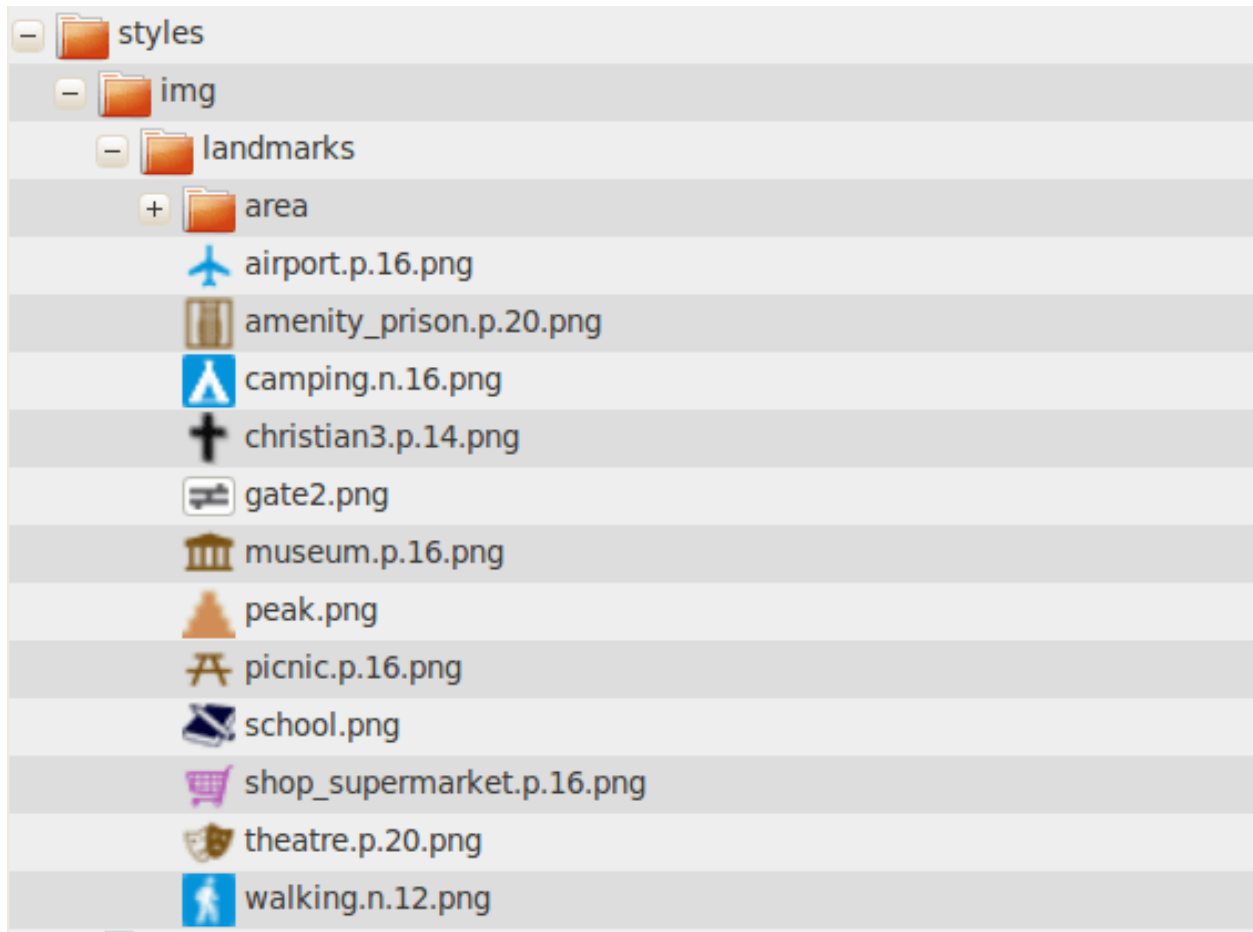 styles
img
landmarks
area
airport.p.16.png
amenity_prison.p.20.png
camping.n.16.png
christian3.p.14.png
gate2.png
museum.p.16.png
peak.png
picnic.p.16.png
school.png
shop_supermarket.p.16.png
theatre.p.20.png
walking.n.12.png